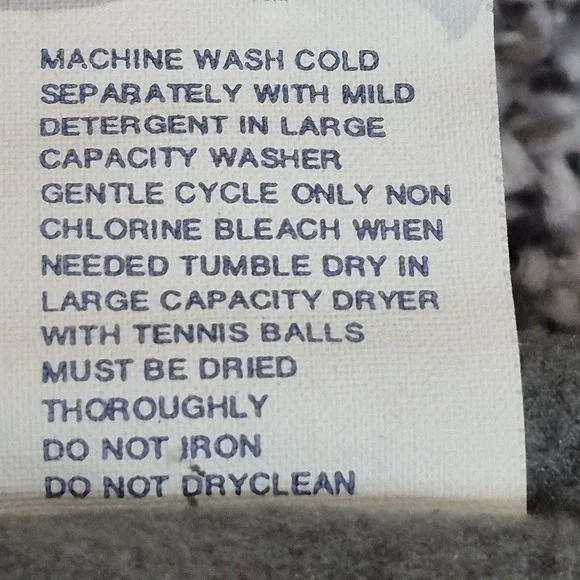 MACHINE WASH COLD
SEPARATELY WITH MILD
DETERGENT IN LARGE
CAPACITY WASHER
GENTLE CYCLE ONLY NON
CHLORINE BLEACH WHEN
NEEDED TUMBLE DRY IN
LARGE CAPACITY DRYER
WITH TENNIS BALLS
MUST BE DRIED
THOROUGHLY
DO NOT IRON
DO NOT DRYCLEAN